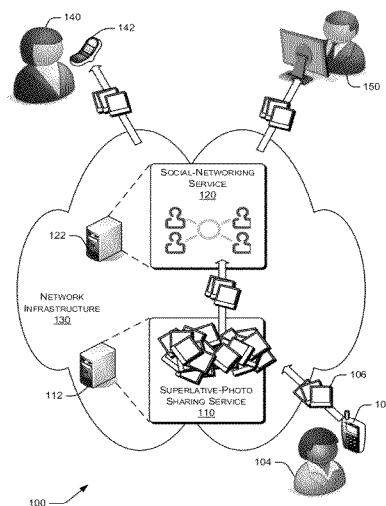 140
142
150
SOCIAL-NETWORKING
SERVICE
120
122
NETWORK
INFRASTRUCTURE
130
112
SUPERLATIVE-PHOTO
SHARING SERVICE
110
106
10
104
100